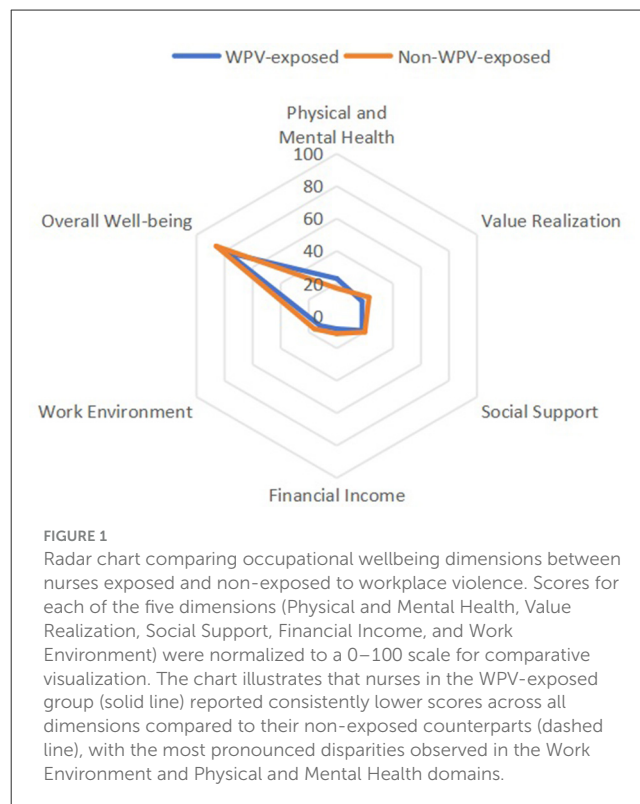 WPV-exposed Non-WPV-exposed
Physical and
Mental Health
100
80
60
40
20
0
Overall Well-being
Value Realization
Work Environment
Social Support
Financial Income
FIGURE 1
Radar chart comparing occupational wellbeing dimensions between
nurses exposed and non-exposed to workplace violence. Scores for
each of the five dimensions (Physical and Mental Health, Value
Realization, Social Support, Financial Income, and Work
Environment) were normalized to a 0–100 scale for comparative
visualization. The chart illustrates that nurses in the WPV-exposed
group (solid line) reported consistently lower scores across all
dimensions compared to their non-exposed counterparts (dashed
line), with the most pronounced disparities observed in the Work
Environment and Physical and Mental Health domains.